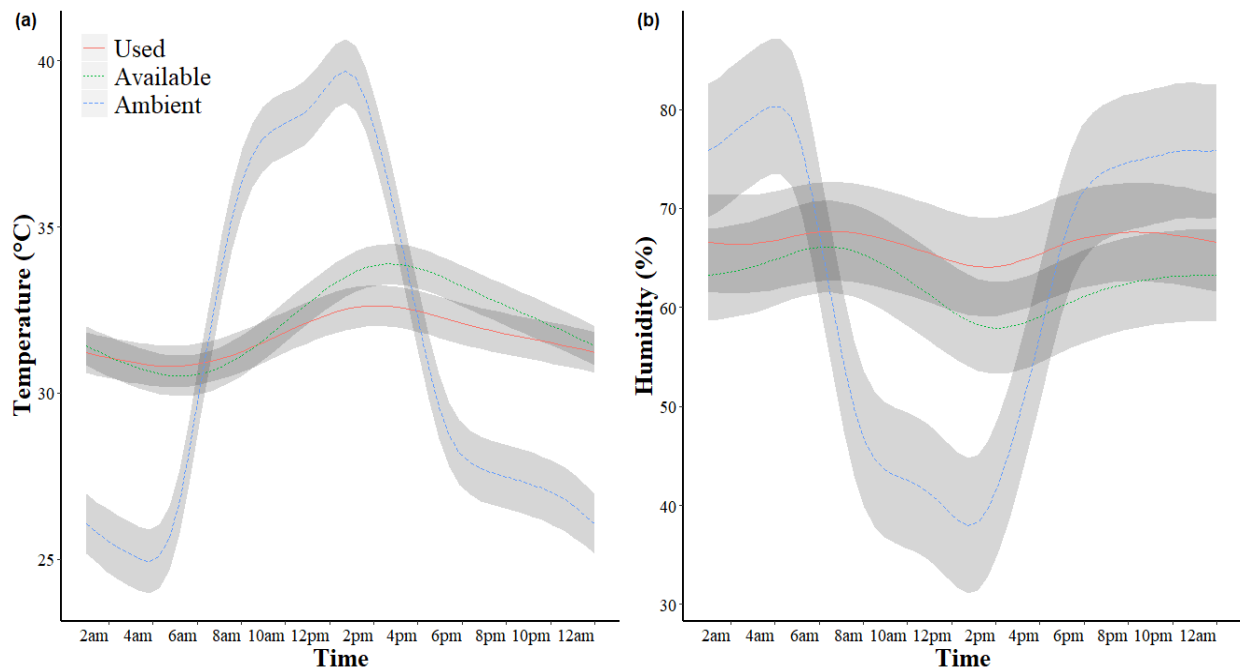 (a)
Used
Available
Ambient
40
35
30
25
Temperature (°C)
2am 4am 6am 8am 10am 12pm 2pm 4pm 6pm 8pm 10pm 12am
Time
(b)
80
70
60
50
40
30
Humidity (%)
2am 4am 6am 8am 10am 12pm 2pm 4pm 6pm 8pm 10pm 12am
Time